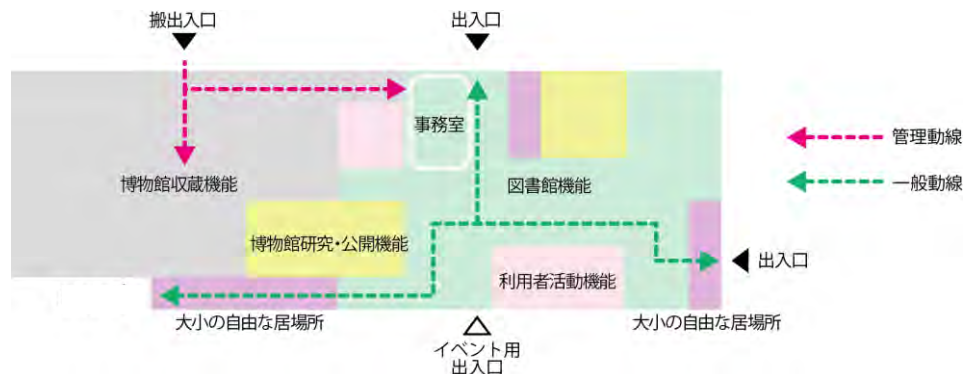 搬出入口
出入口
事務室
管理動線
博物館収蔵機能
図書館機能
一般動線
博物館研究・公開機能
利用者活動機能
出入口
大小の自由な居場所
大小の自由な居場所
イベント用
出入口